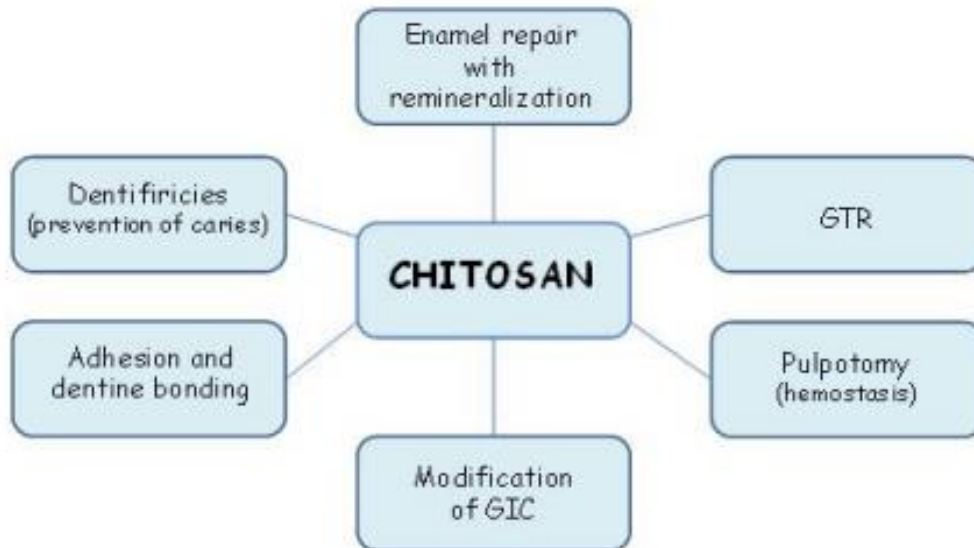 Enamel repair
with
remineralization
Dentifiricies
(prevention of caries)
GTR
CHITOSAN
Adhesion and
dentine bonding
Pulpotomy
(hemostasis)
Modification
of GIC